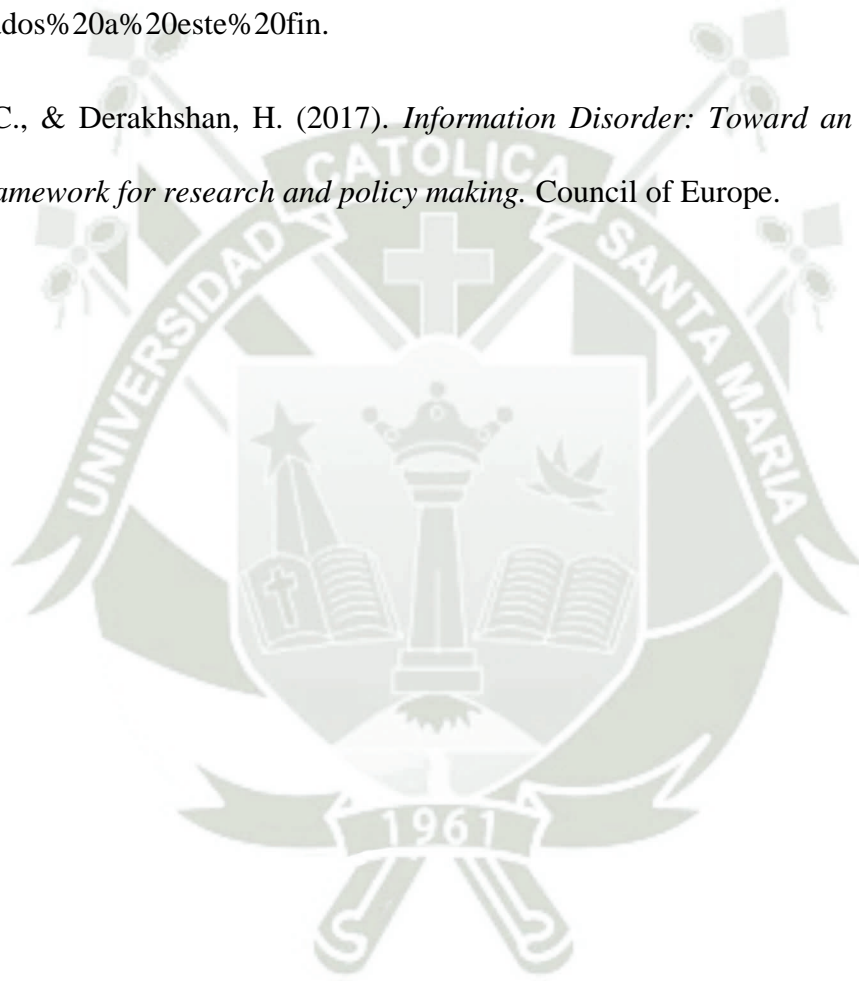 ados%20a%20este%20fin.
C., & Derakhshan, H. (2017). Information Disorder: Toward an
amework for research and policy making. Council of Europe.
UNIVERSIDAD CATOLICA SANTA MARIA
1961